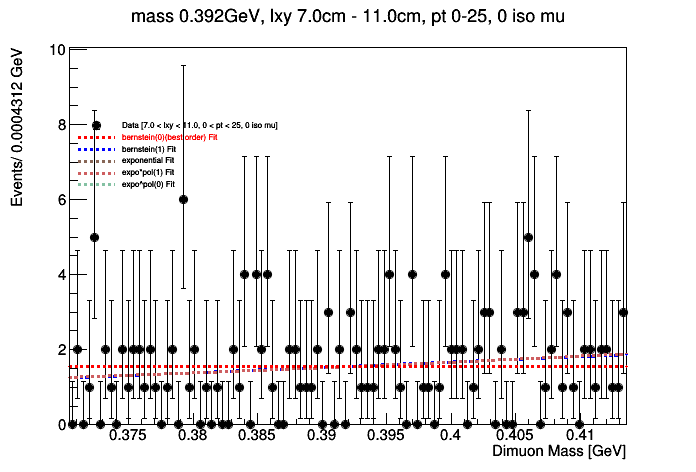 mass 0.392GeV, lxy 7.0cm - 11.0cm, pt 0-25, 0 iso mu
Events/ 0.0004312 GeV
10
8
6
4
2
0
Data [7.0 < lxy < 11.0, 0 < pt < 25, 0 iso mu]
bernstein(0)(best order) Fit
bernstein(1) Fit
exponential Fit
expo*pol(1) Fit
expo^pol(0) Fit
0.375 0.38 0.385 0.39 0.395 0.4 0.405 0.41
Dimuon Mass [GeV]